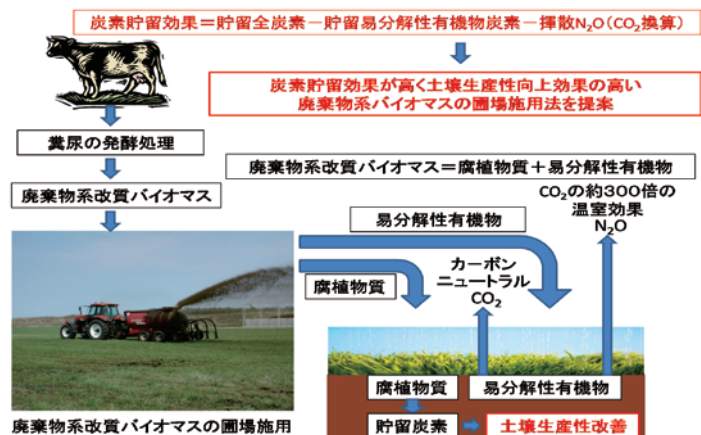 炭素貯留効果＝貯留全炭素－貯留易分解性有機物炭素－揮散N₂O（CO₂換算）
炭素貯留効果が高く土壌生産性向上効果の高い
廃棄物系バイオマスの圃場施用法を提案
糞尿の発酵処理
廃棄物系改質バイオマス＝腐植物質＋易分解性有機物
廃棄物系改質バイオマス
CO₂の約300倍の
温室効果
N₂O
易分解性有機物
カーボン
ニュートラル
CO₂
腐植物質
腐植物質
易分解性有機物
貯留炭素
土壌生産性改善
廃棄物系改質バイオマスの圃場施用